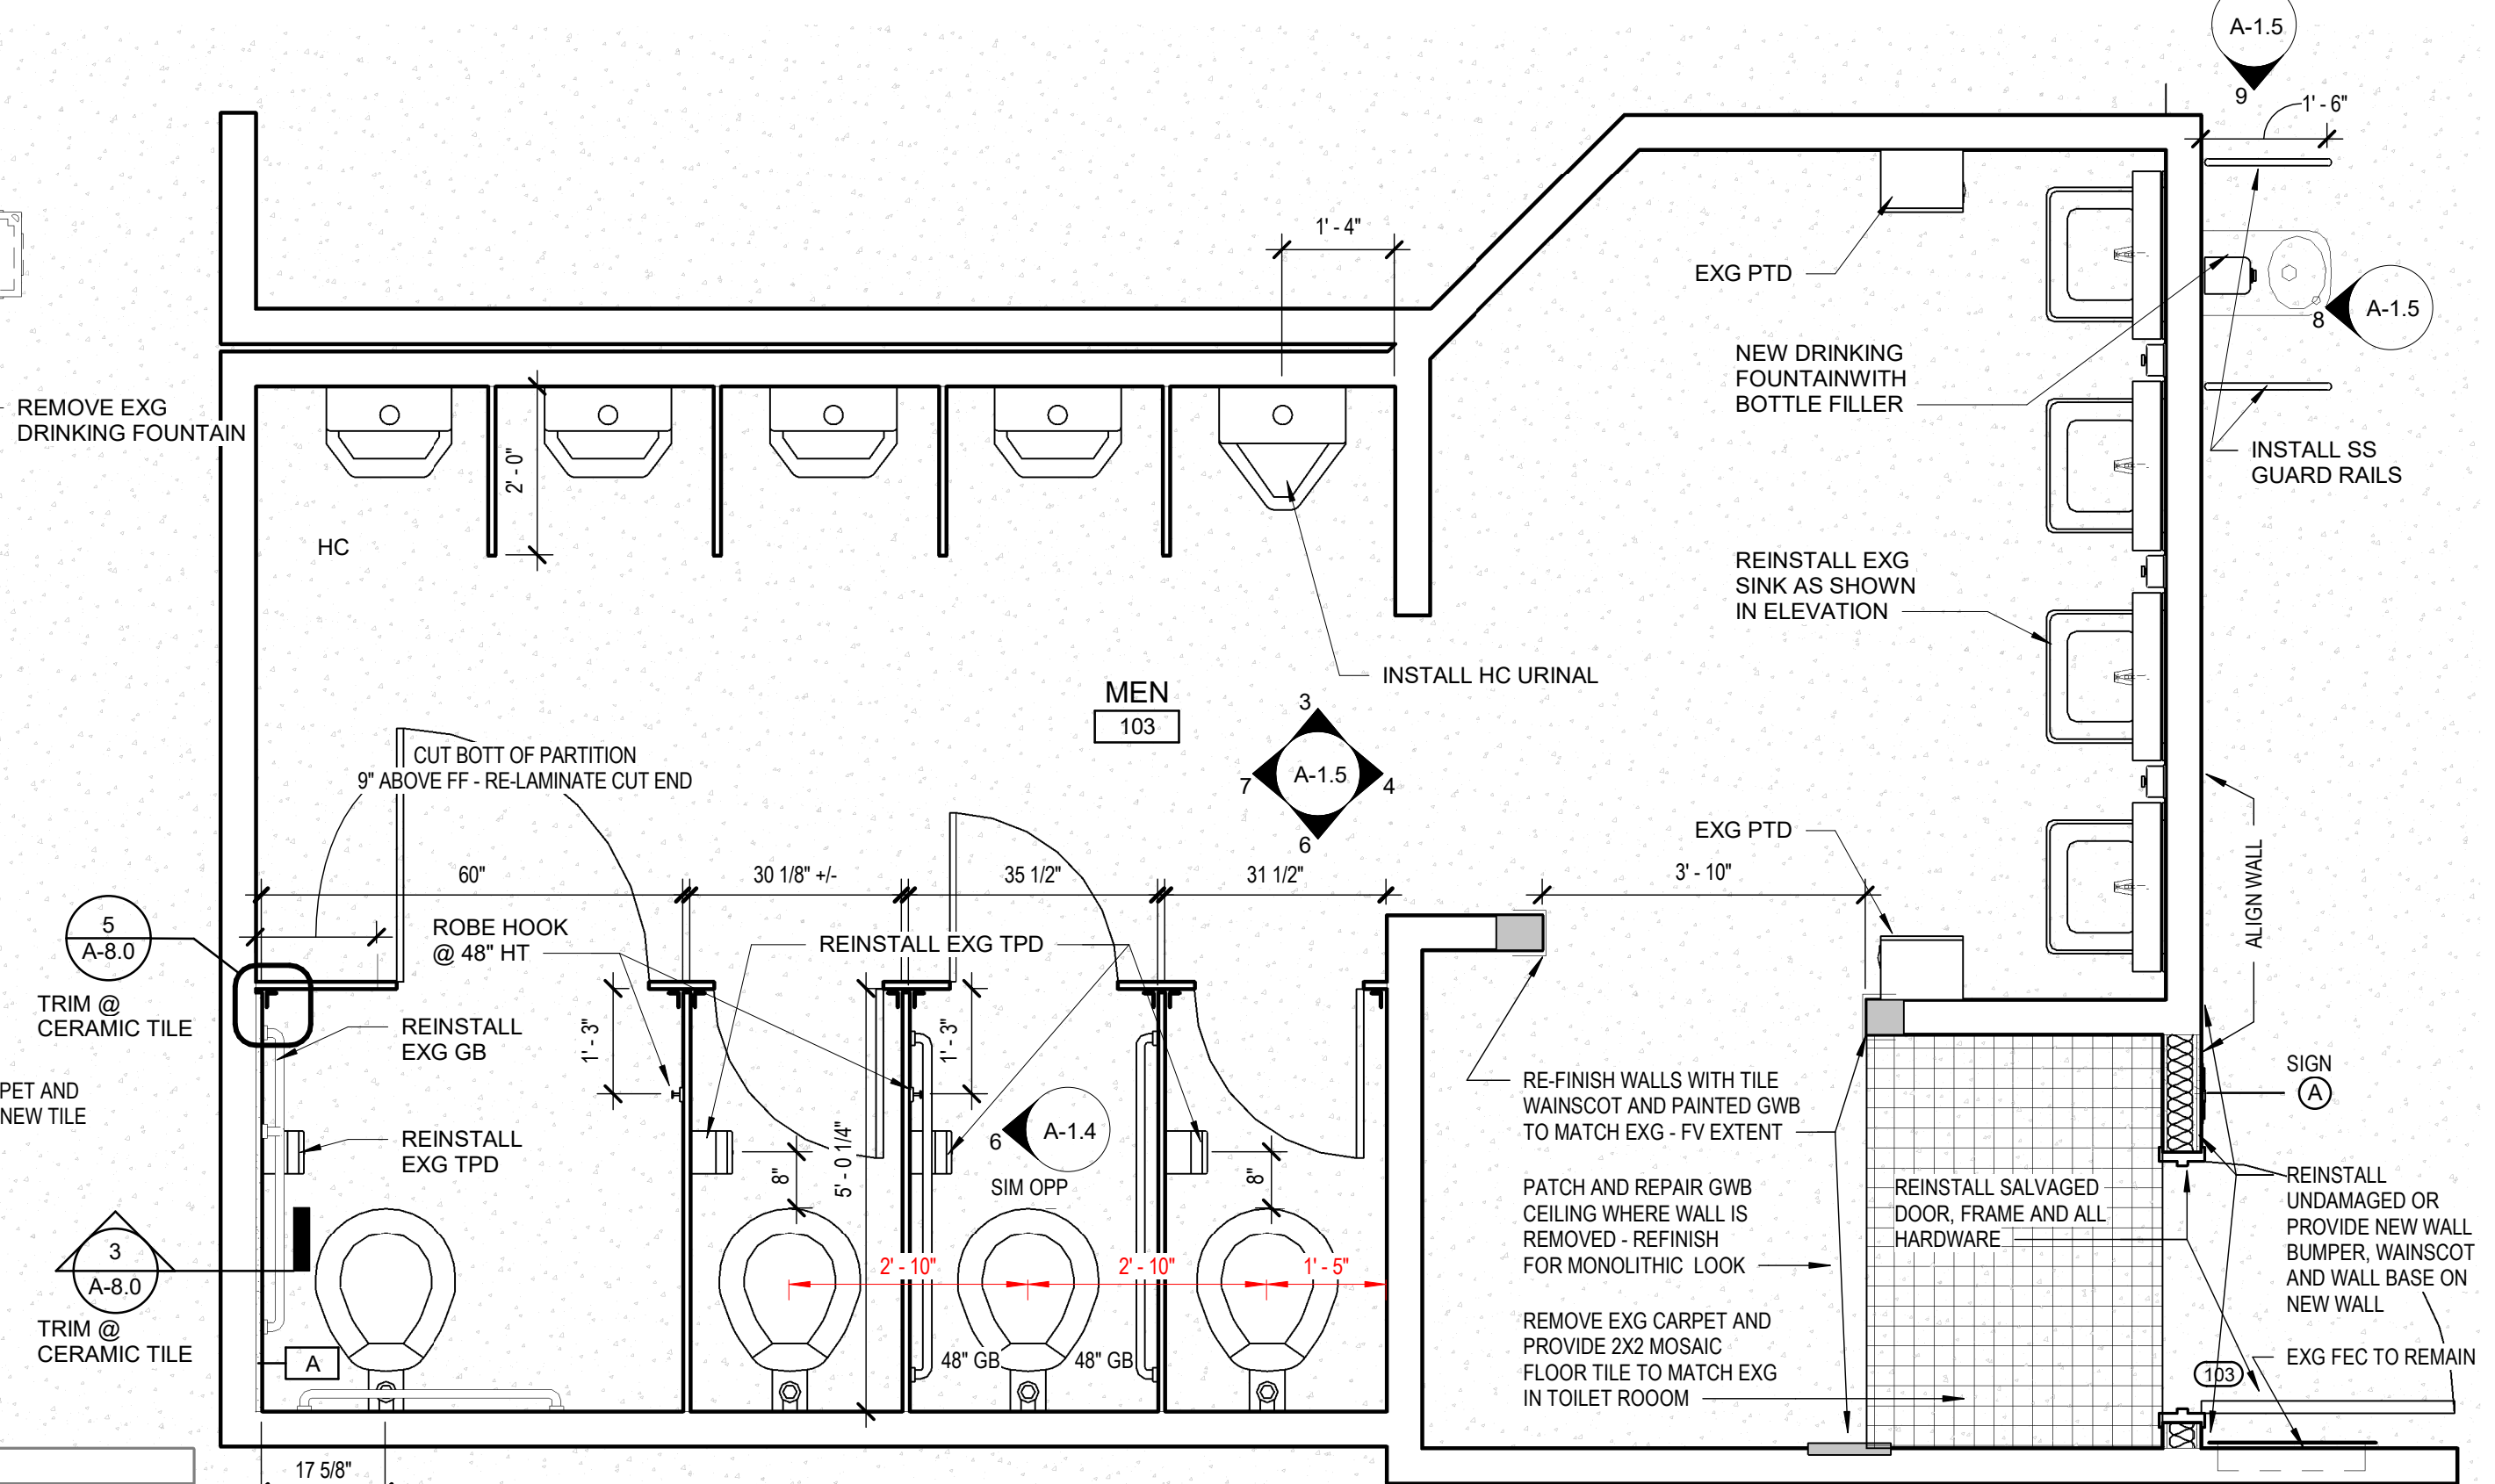 A-1.5
9
1' - 6"
1' - 4"
EXG PTD
8
A-1.5
NEW DRINKING
FOUNTAINWITH
BOTTLE FILLER
REMOVE EXG
DRINKING FOUNTAIN
2' - 0"
INSTALL SS
GUARD RAILS
HC
REINSTALL EXG
SINK AS SHOWN
IN ELEVATION
INSTALL HC URINAL
MEN
103
3
7
A-1.5
4
6
CUT BOTT OF PARTITION
9" ABOVE FF - RE-LAMINATE CUT END
EXG PTD
60"
30 1/8" +/-
35 1/2"
31 1/2"
3' - 10"
ALIGN WALL
5
A-8.0
ROBE HOOK
@ 48" HT
REINSTALL EXG TPD
TRIM @
CERAMIC TILE
REINSTALL
EXG GB
1' - 3"
1' - 3"
PET AND
NEW TILE
REINSTALL
EXG TPD
6
A-1.4
SIM OPP
8"
5' - 0 1/4"
8"
RE-FINISH WALLS WITH TILE
WAINSCOT AND PAINTED GWB
TO MATCH EXG - FV EXTENT
SIGN
A
PATCH AND REPAIR GWB
CEILING WHERE WALL IS
REMOVED - REFINISH
FOR MONOLITHIC LOOK
REINSTALL SALVAGED
DOOR, FRAME AND ALL
HARDWARE
REINSTALL
UNDAMAGED OR
PROVIDE NEW WALL
BUMPER, WAINSCOT
AND WALL BASE ON
NEW WALL
3
A-8.0
TRIM @
CERAMIC TILE
2' - 10"
2' - 10"
1' - 5"
A
48" GB
48" GB
REMOVE EXG CARPET AND
PROVIDE 2X2 MOSAIC
FLOOR TILE TO MATCH EXG
IN TOILET ROOOM
103
EXG FEC TO REMAIN
17 5/8"